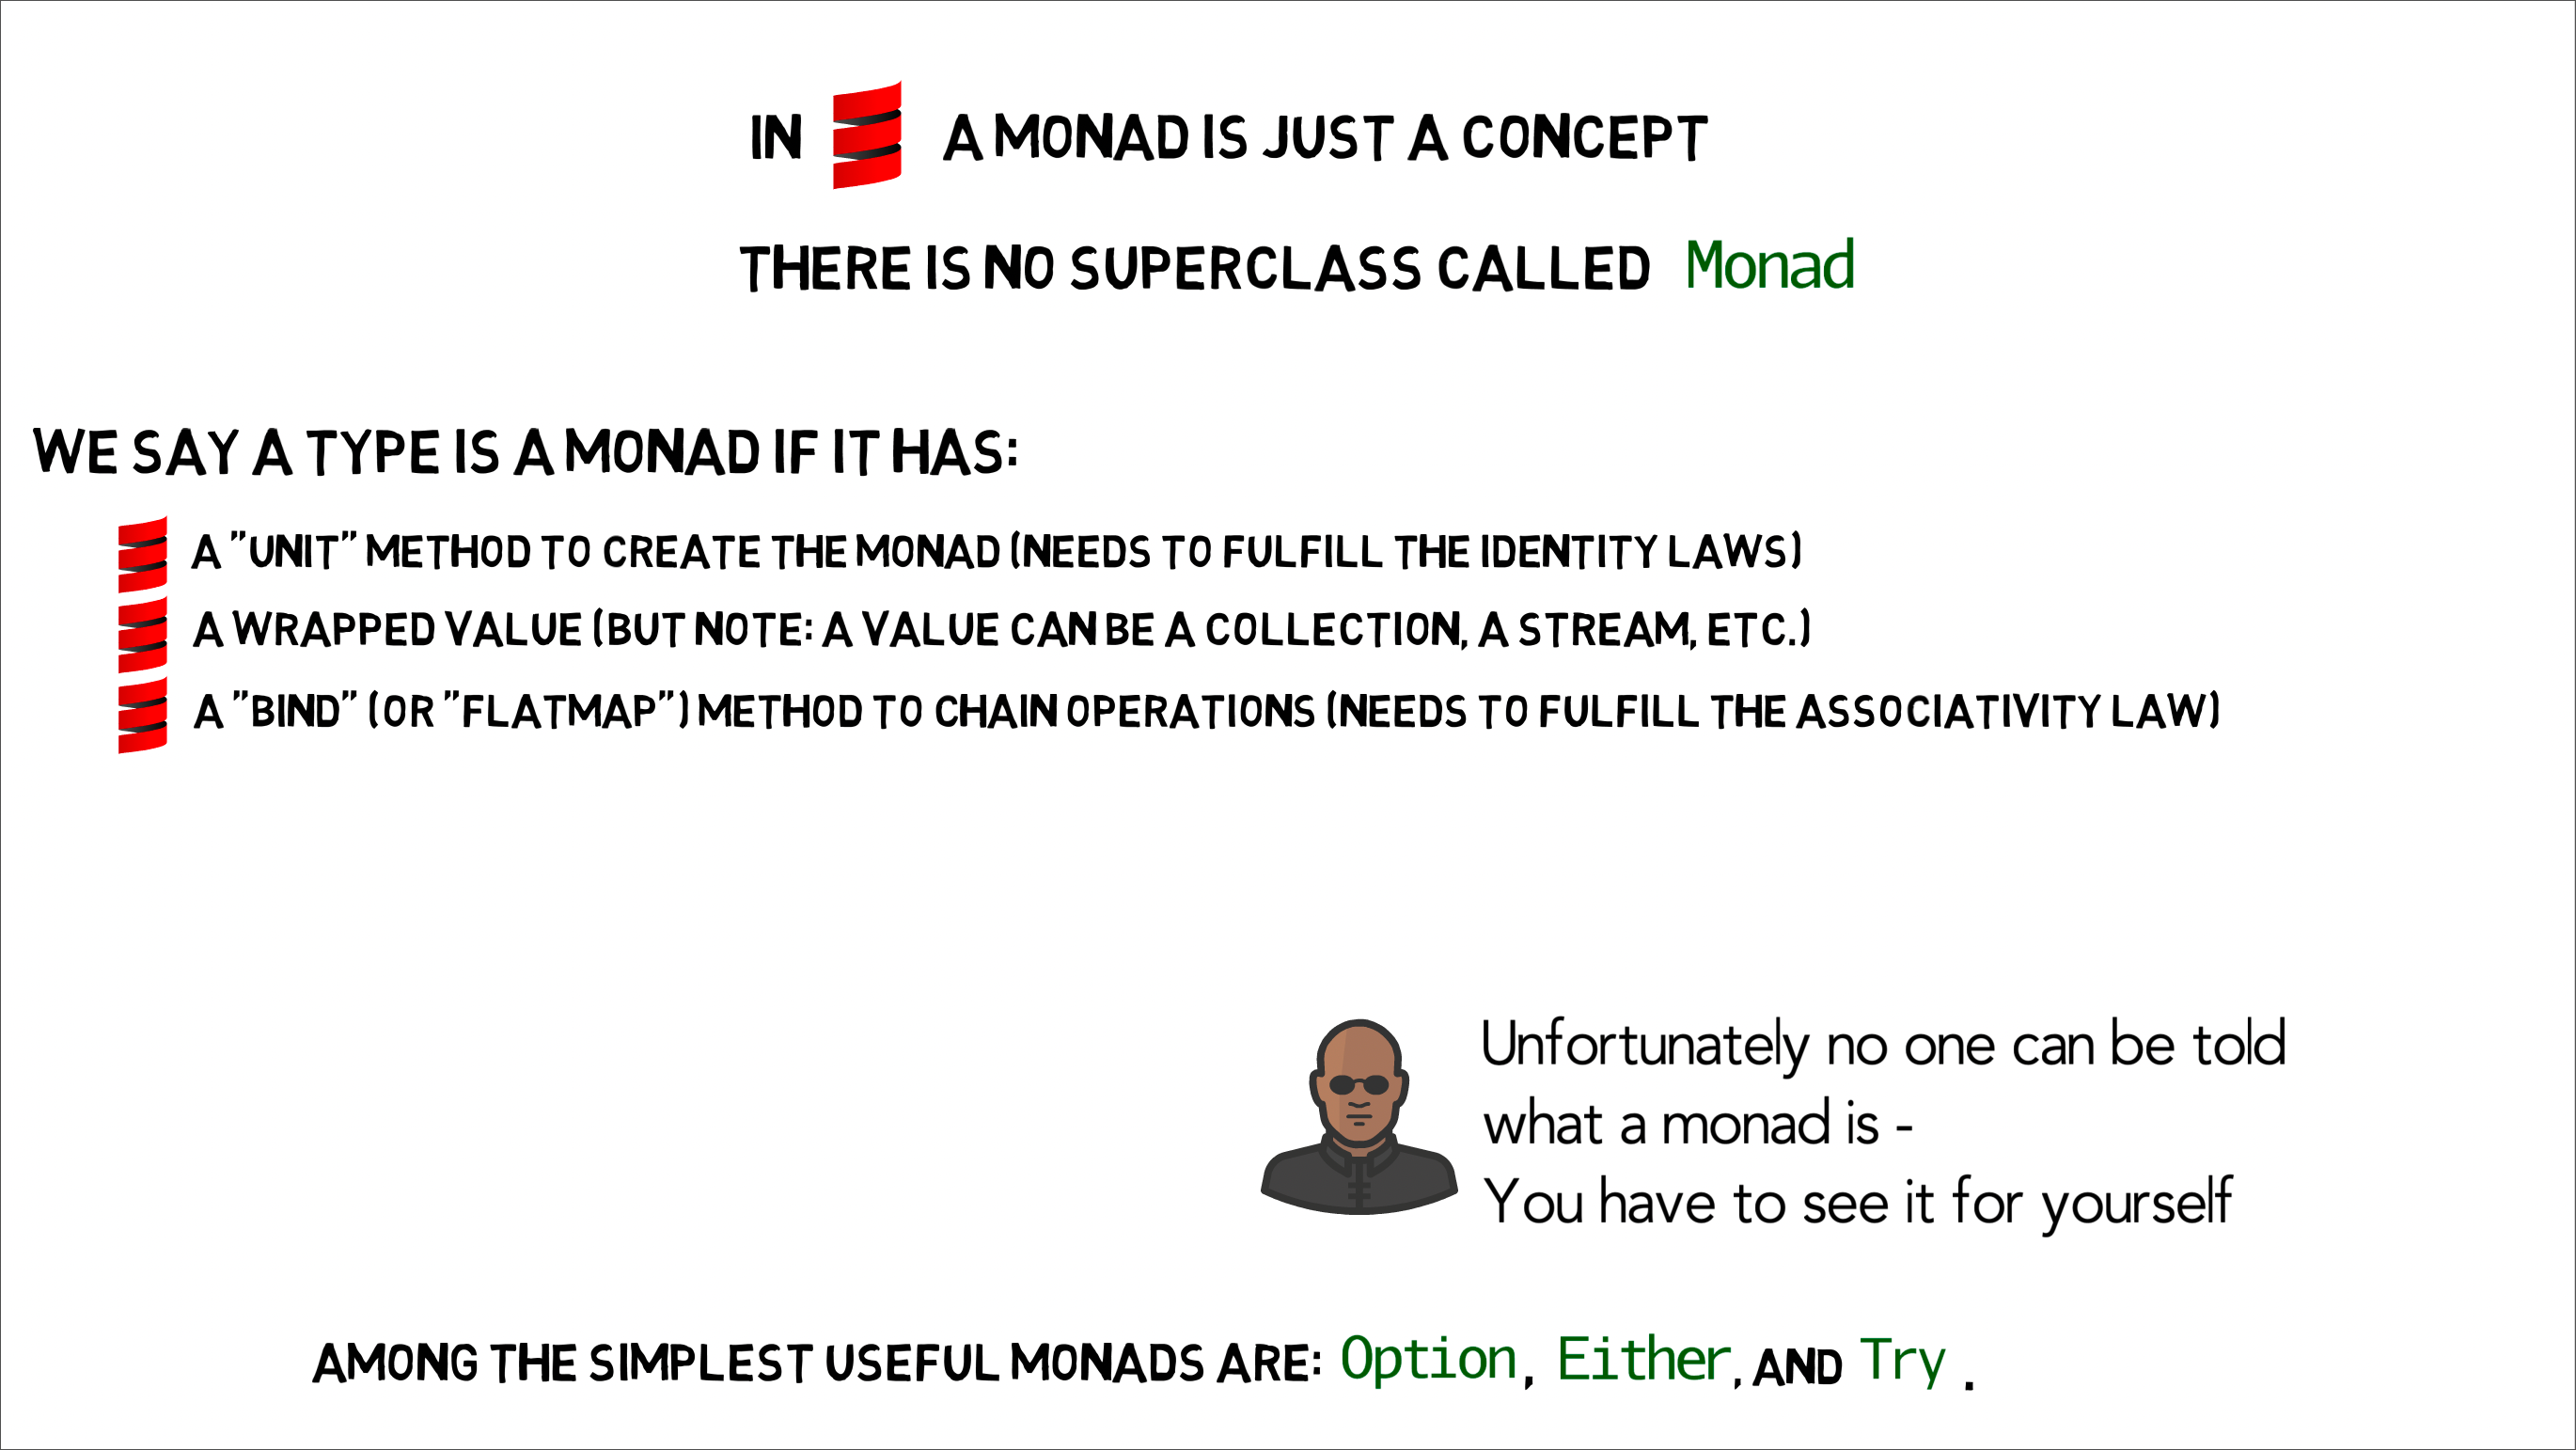 IN A MONAD IS JUST A CONCEPT
THERE IS NO SUPERCLASS CALLED Monad
WE SAY A TYPE IS A MONAD IF IT HAS:
A "UNIT" METHOD TO CREATE THE MONAD (NEEDS TO FULFILL THE IDENTITY LAWS)
A WRAPPED VALUE (BUT NOTE: A VALUE CAN BE A COLLECTION, A STREAM, ETC.)
A "BIND" (OR "FLATMAP") METHOD TO CHAIN OPERATIONS (NEEDS TO FULFILL THE ASSOCIATIVITY LAW)
Unfortunately no one can be told
what a monad is -
You have to see it for yourself
AMONG THE SIMPLEST USEFUL MONADS ARE: Option, Either, AND Try .